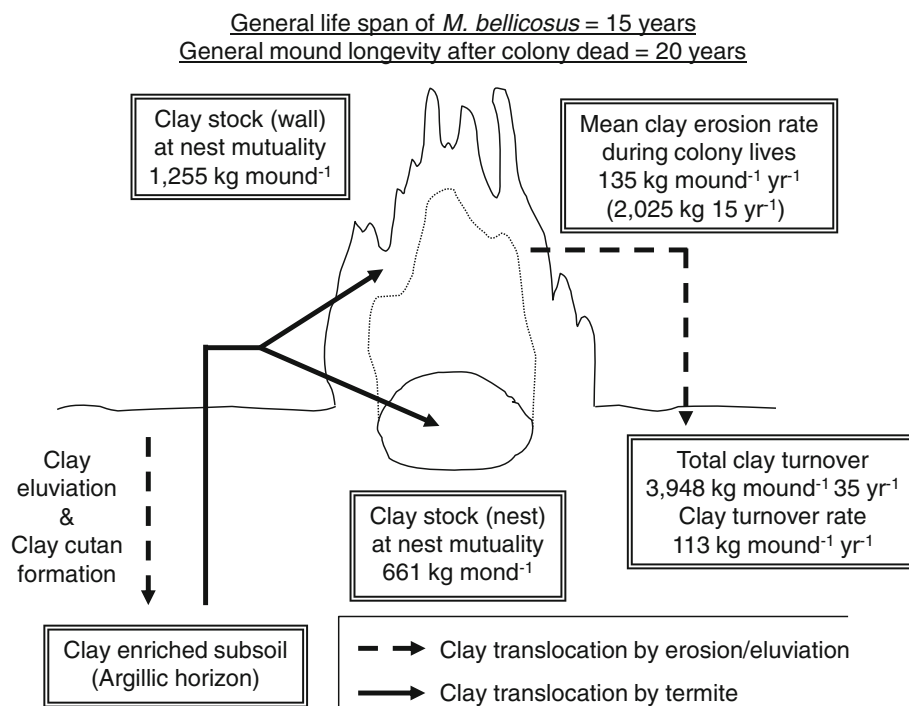 General life span of M. bellicosus = 15 years
General mound longevity after colony dead = 20 years
Clay stock (wall)
at nest mutuality
1,255 kg mound-1
Mean clay erosion rate
during colony lives
135 kg mound-1 yr-1
(2,025 kg 15 yr-1)
Clay
eluviation
&
Clay cutan
formation
Clay stock (nest)
at nest mutuality
661 kg mond-1
Total clay turnover
3,948 kg mound-1 35 yr-1
Clay turnover rate
113 kg mound-1 yr-1
Clay enriched subsoil
(Argillic horizon)
Clay translocation by erosion/eluviation
Clay translocation by termite